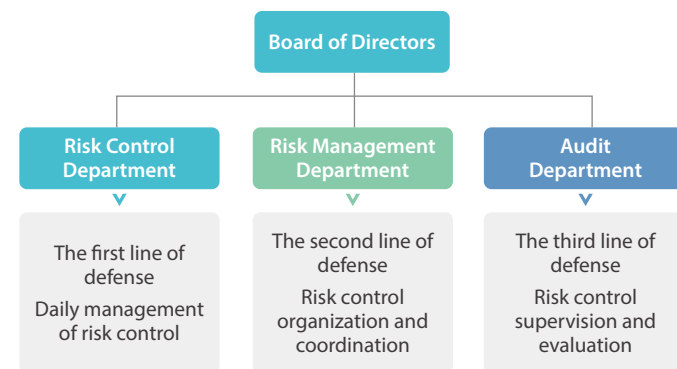 Board of Directors
Risk Control
Department
Risk Management
Department
Audit
Department
The first line of
defense
Daily management
of risk control
The second line of
defense
Risk control
organization and
coordination
The third line of
defense
Risk control
supervision and
evaluation